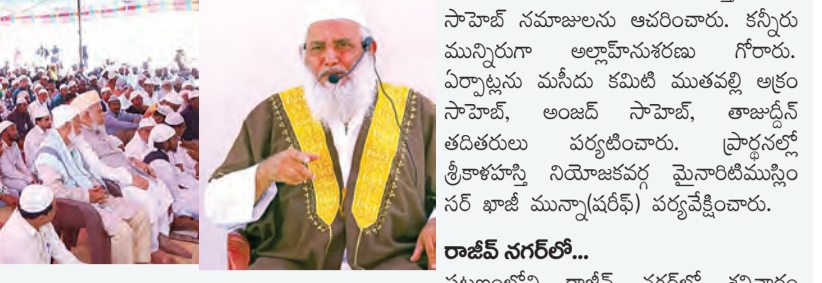 సాహెబ్ నమాజులను ఆచరించారు. కన్నీరు
మున్నిరుగా అల్లాహ్‌నుశరణు గోరారు.
ఏర్పాట్లను మసీదు కమిటి ముతవల్లి అక్రం
సాహెబ్, అంజద్ సాహెబ్, తాజుద్దీన్
తదితరులు పర్యటించారు. ప్రార్థనల్లో
శ్రీకాళహస్తి నియోజకవర్గ మైనారిటిముస్లిం
సర్ ఖాజీ మున్నా(షరీఫ్) పర్యవేక్షించారు.
రాజీవ్ నగర్‌లో...